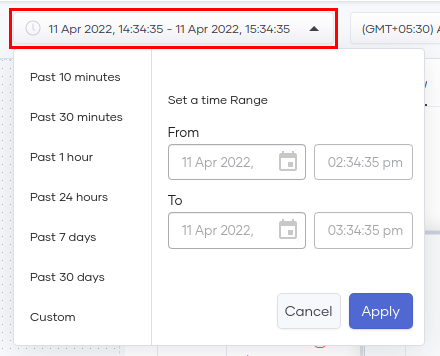 11 Apr 2022, 14:34:35 - 11 Apr 2022, 15:34:35
(GMT+05:30)
Past 10 minutes
Past 30 minutes
Past 1 hour
Past 24 hours
Past 7 days
Past 30 days
Custom
Set a time Range
From
11 Apr 2022,
02:34:35 pm
To
11 Apr 2022,
03:34:35 pm
Cancel
Apply